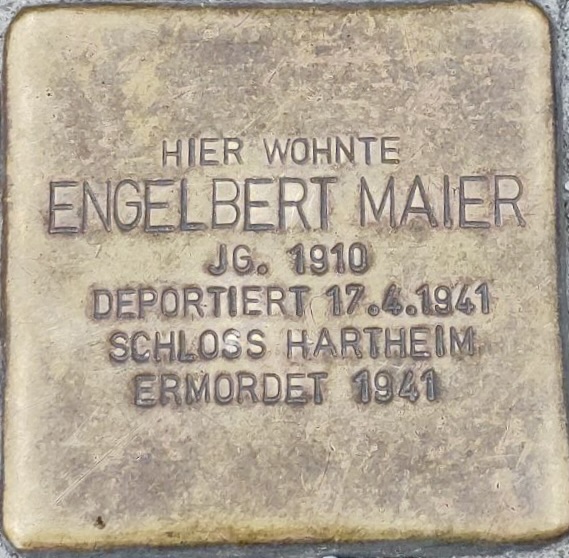 HIER WOHNTE
ENGELBERT MAIER
JG. 1910
DEPORTIERT 17.4.1941
SCHLOSS HARTHEIM
ERMORDET 1941